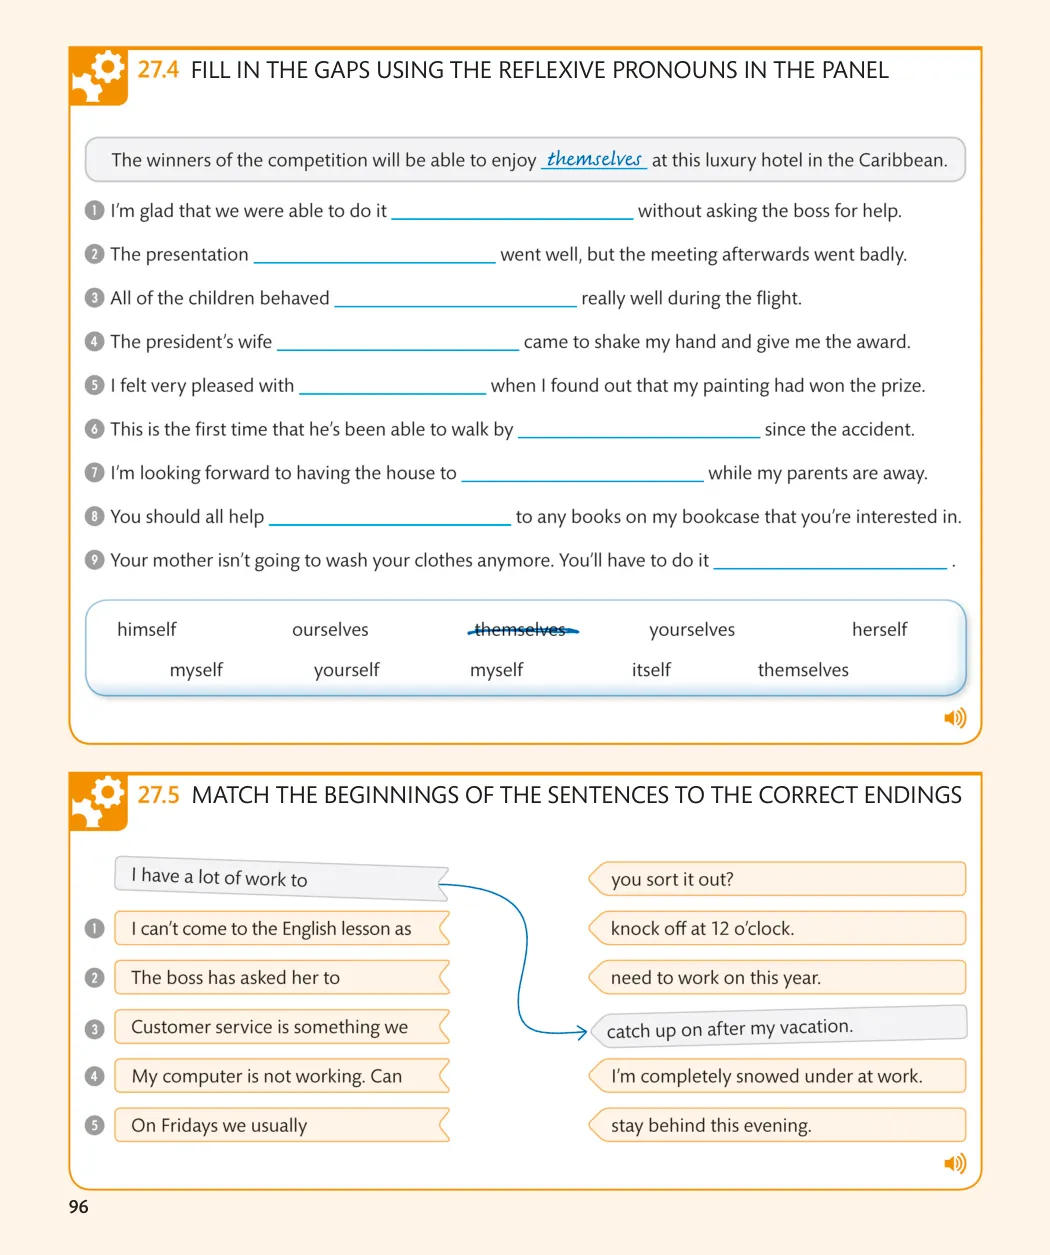 27.4 FILL IN THE GAPS USING THE REFLEXIVE PRONOUNS IN THE PANEL
The winners of the competition will be able to enjoy themselves at this luxury hotel in the Caribbean.
1 I'm glad that we were able to do it ____ without asking the boss for help.
2 The presentation ____ went well, but the meeting afterwards went badly.
3 All of the children behaved ____ really well during the flight.
4 The president's wife ____ came to shake my hand and give me the award.
5 I felt very pleased with ____ when I found out that my painting had won the prize.
6 This is the first time that he's been able to walk by ____ since the accident.
7 I'm looking forward to having the house to ____ while my parents are away.
8 You should all help ____ to any books on my bookcase that you're interested in.
9 Your mother isn't going to wash your clothes anymore. You'll have to do it ____ .
himself ourselves themselves yourselves herself
myself yourself myself itself themselves
27.5 MATCH THE BEGINNINGS OF THE SENTENCES TO THE CORRECT ENDINGS
I have a lot of work to
you sort it out?
1 I can't come to the English lesson as
knock off at 12 o'clock.
2 The boss has asked her to
need to work on this year.
3 Customer service is something we
catch up on after my vacation.
4 My computer is not working. Can
I'm completely snowed under at work.
5 On Fridays we usually
stay behind this evening.
96